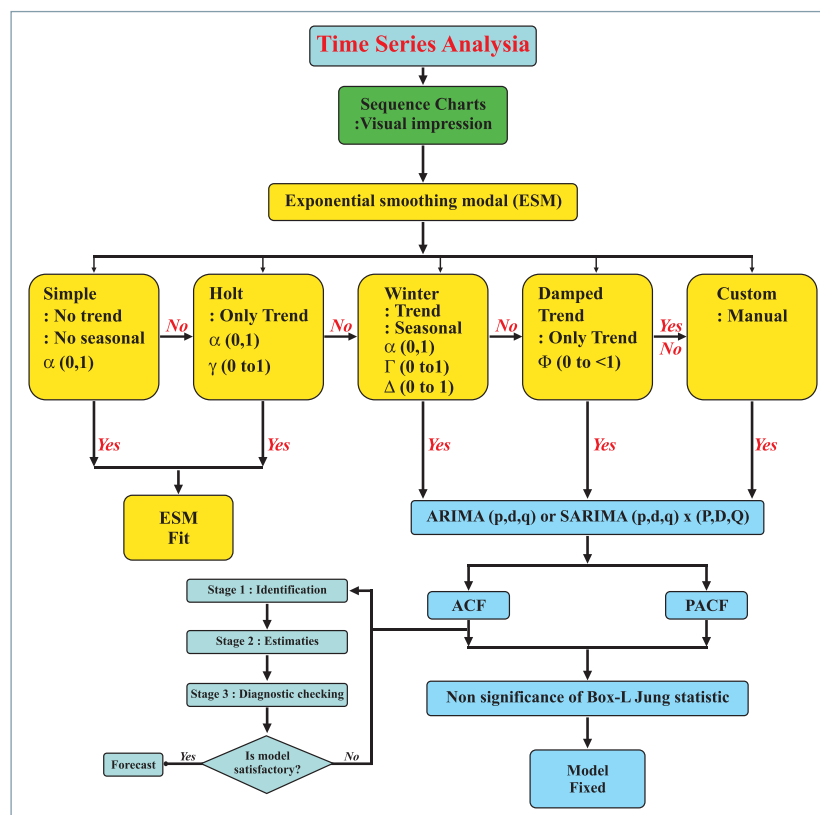 Time Series Analysia
Sequence Charts
:Visual impression
Exponential smoothing modal (ESM)
Simple
: No trend
: No seasonal
α (0,1)
No
Holt
: Only Trend
α (0,1)
γ (0 to1)
No
Winter
: Trend
: Seasonal
α (0,1)
Γ (0 to1)
Δ (0 to 1)
No
Damped
Trend
: Only Trend
Φ (0 to <1)
Yes
No
Custom
: Manual
Yes
Yes
Yes
Yes
Yes
ESM
Fit
ARIMA (p,d,q) or SARIMA (p,d,q) x (P,D,Q)
ACF
PACF
Stage 1 : Identification
Stage 2 : Estimaties
Stage 3 : Diagnostic checking
Is model
satisfactory?
Yes
No
Forecast
Non significance of Box-L Jung statistic
Model
Fixed